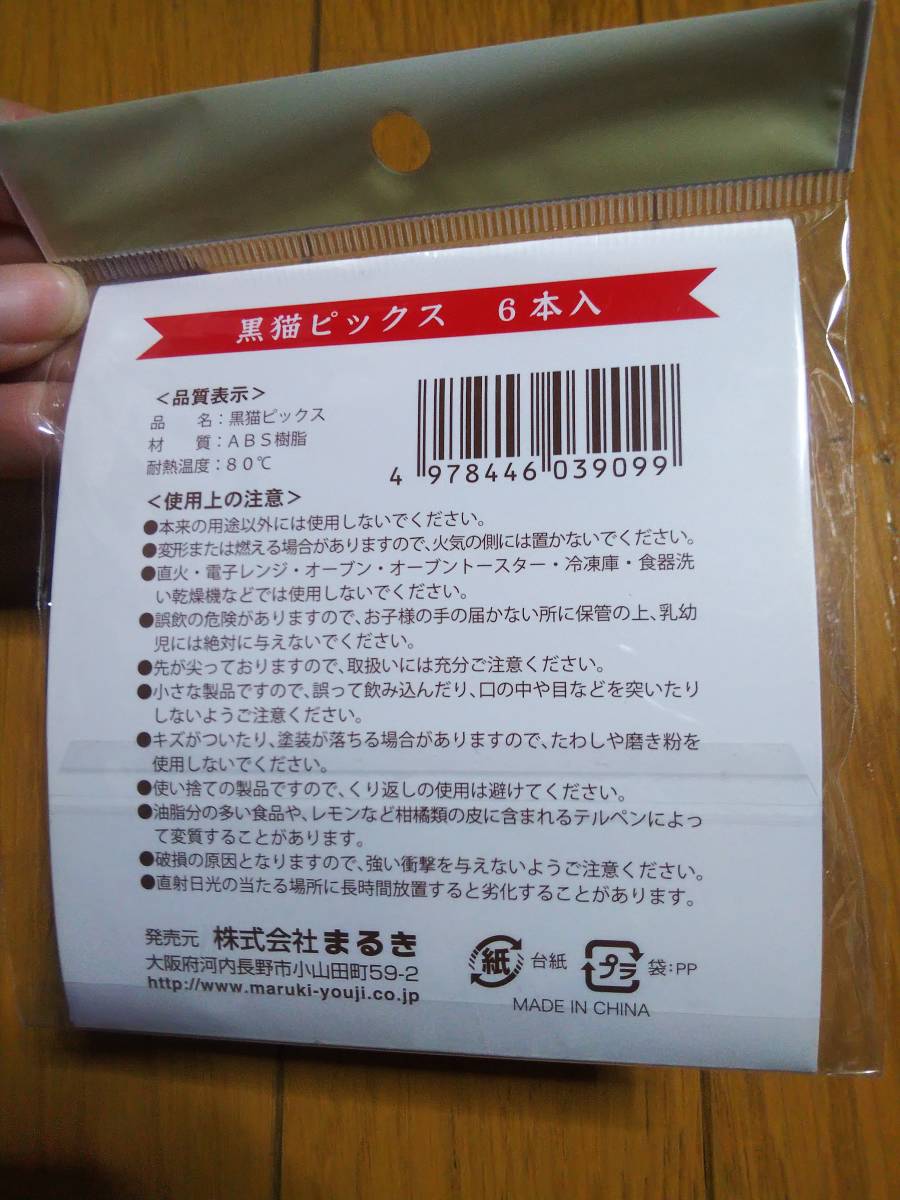 黒猫ピックス 6本入
＜品質表示＞
品 名：黒猫ピックス
材 質：ABS樹脂
耐熱温度：80℃
4 978446 039099
＜使用上の注意＞
●本来の用途以外には使用しないでください。
●変形または燃える場合がありますので、火気の側には置かないでください。
●直火・電子レンジ・オーブン・オーブントースター・冷凍庫・食器洗
い乾燥機などでは使用しないでください。
●誤飲の危険がありますので、お子様の手の届かない所に保管の上、乳幼
児には絶対に与えないでください。
●先が尖っておりますので、取扱いには充分ご注意ください。
●小さな製品ですので、誤って飲み込んだり、口の中や目などを突いたり
しないようご注意ください。
●キズがついたり、塗装が落ちる場合がありますので、たわしや磨き粉を
使用しないでください。
●使い捨ての製品ですので、くり返しの使用は避けてください。
●油脂分の多い食品や、レモンなど柑橘類の皮に含まれるテルペンによっ
て変質することがあります。
●破損の原因となりますので、強い衝撃を与えないようご注意ください。
●直射日光の当たる場所に長時間放置すると劣化することがあります。
発売元 株式会社まるき
大阪府河内長野市小山田町59-2
http://www.maruki-youji.co.jp
紙 台紙 プラ 袋：PP
MADE IN CHINA